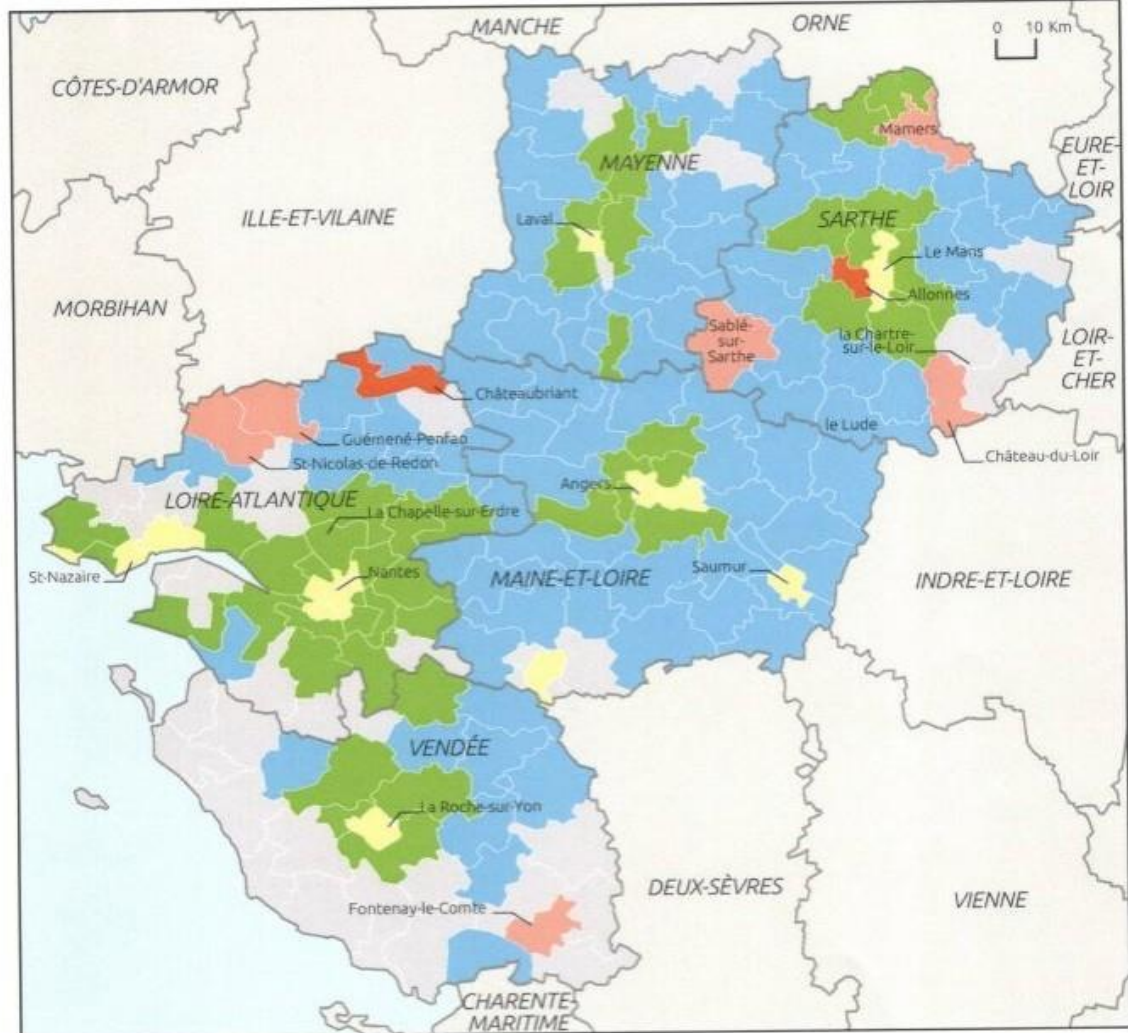 MANCHE
ORNE
0 10 Km
CÔTES-D'ARMOR
Mamers
EURE-
ET-
LOIR
MAYENNE
ILLE-ET-VILAINE
Laval
SARTHE
Le Mans
Allonnes
MORBIHAN
Sablé-
sur-
Sarthe
la Chartre-
sur-le-Loir
LOIR-
ET-
CHER
Châteaubriant
Guémené-Penfao
le Lude
St-Nicolas-de-Redon
Château-du-Loir
Angers
LOIRE-ATLANTIQUE
La Chapelle-sur-Erdre
St-Nazaire
Nantes
MAINE-ET-LOIRE
Saumur
INDRE-ET-LOIRE
VENDÉE
La Roche-sur-Yon
DEUX-SÈVRES
VIENNE
Fontenay-le-Comte
CHARENTE-
MARITIME